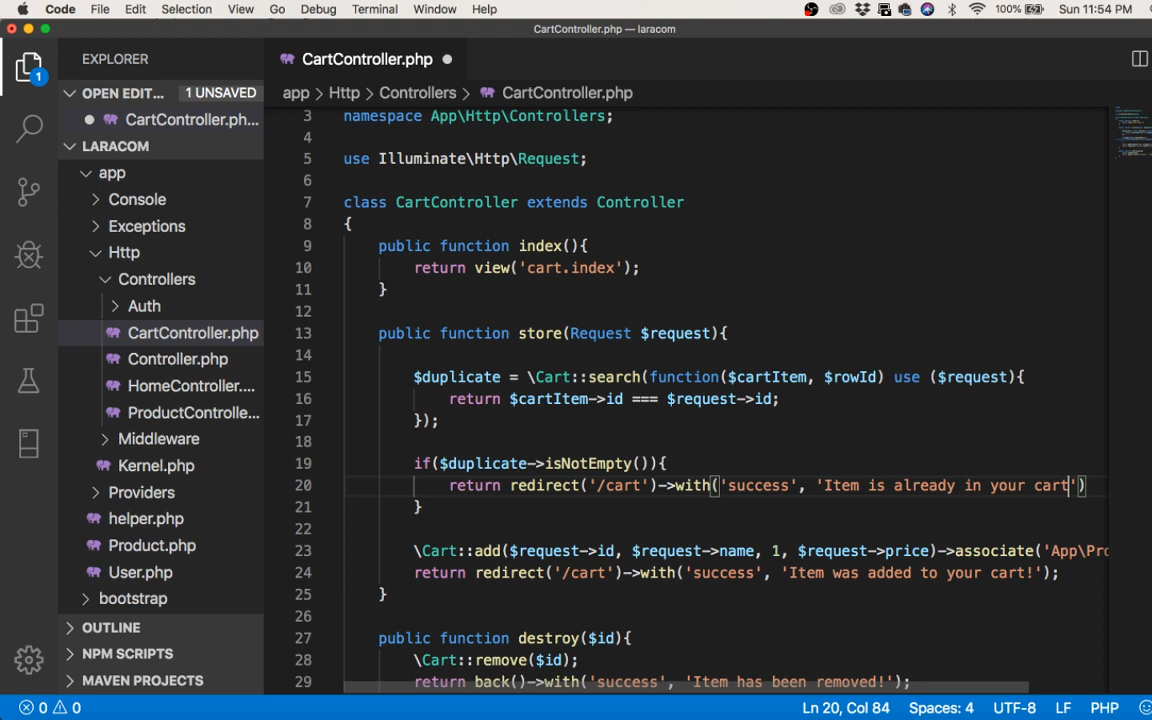 Code File Edit Selection View Go Debug Terminal Window Help 100% Sun 11:54 PM
CartController.php — laracom
EXPLORER
CartController.php
OPEN EDIT... 1 UNSAVED
app > Http > Controllers > CartController.php
CartController.ph...
LARACOM
app
Console
Exceptions
Http
Controllers
Auth
CartController.php
Controller.php
HomeController....
ProductControlle...
Middleware
Kernel.php
Providers
helper.php
Product.php
User.php
bootstrap
OUTLINE
NPM SCRIPTS
MAVEN PROJECTS
1
3 namespace App\Http\Controllers;
4
5 use Illuminate\Http\Request;
6
7 class CartController extends Controller
8 {
9 public function index(){
10 return view('cart.index');
11 }
12
13 public function store(Request $request){
14
15 $duplicate = \Cart::search(function($cartItem, $rowId) use ($request){
16 return $cartItem->id === $request->id;
17 });
18
19 if($duplicate->isNotEmpty()){
20 return redirect('/cart')->with('success', 'Item is already in your cart')
21 }
22
23 \Cart::add($request->id, $request->name, 1, $request->price)->associate('App\Pro
24 return redirect('/cart')->with('success', 'Item was added to your cart!');
25 }
26
27 public function destroy($id){
28 \Cart::remove($id);
29 return back()->with('success', 'Item has been removed!');
0 0 Ln 20, Col 84 Spaces: 4 UTF-8 LF PHP